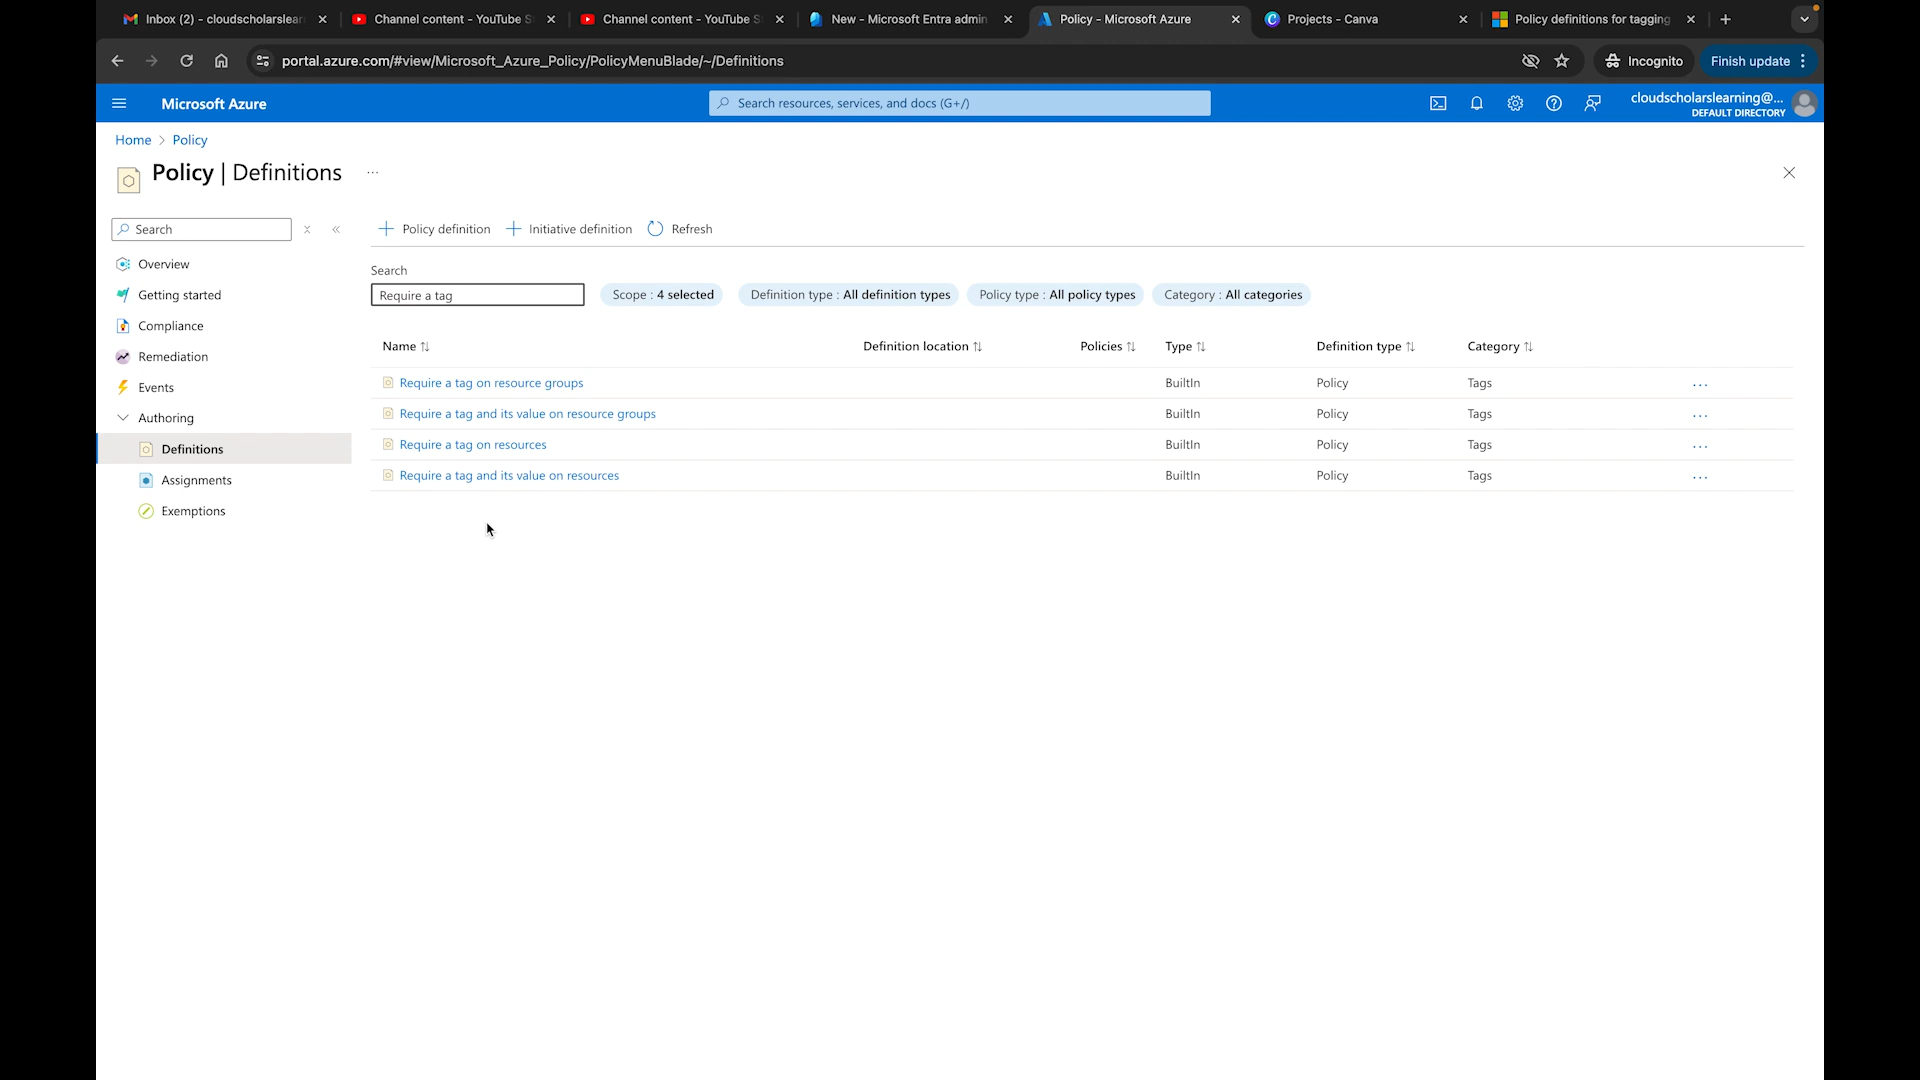 Inbox (2) - cloudscholarslear
Channel content - YouTube S
Channel content - YouTube S
New - Microsoft Entra admin
Policy - Microsoft Azure
Projects - Canva
Policy definitions for tagging
portal.azure.com/#view/Microsoft_Azure_Policy/PolicyMenuBlade/~/Definitions
Incognito
Finish update
Microsoft Azure
Search resources, services, and docs (G+/)
cloudscholarslearning@...
DEFAULT DIRECTORY
Home > Policy
Policy | Definitions ...
Search
Overview
Getting started
Compliance
Remediation
Events
Authoring
Definitions
Assignments
Exemptions
+ Policy definition + Initiative definition Refresh
Search
Require a tag
Scope : 4 selected
Definition type : All definition types
Policy type : All policy types
Category : All categories
Name Definition location Policies Type Definition type Category
Require a tag on resource groups BuiltIn Policy Tags ...
Require a tag and its value on resource groups BuiltIn Policy Tags ...
Require a tag on resources BuiltIn Policy Tags ...
Require a tag and its value on resources BuiltIn Policy Tags ...